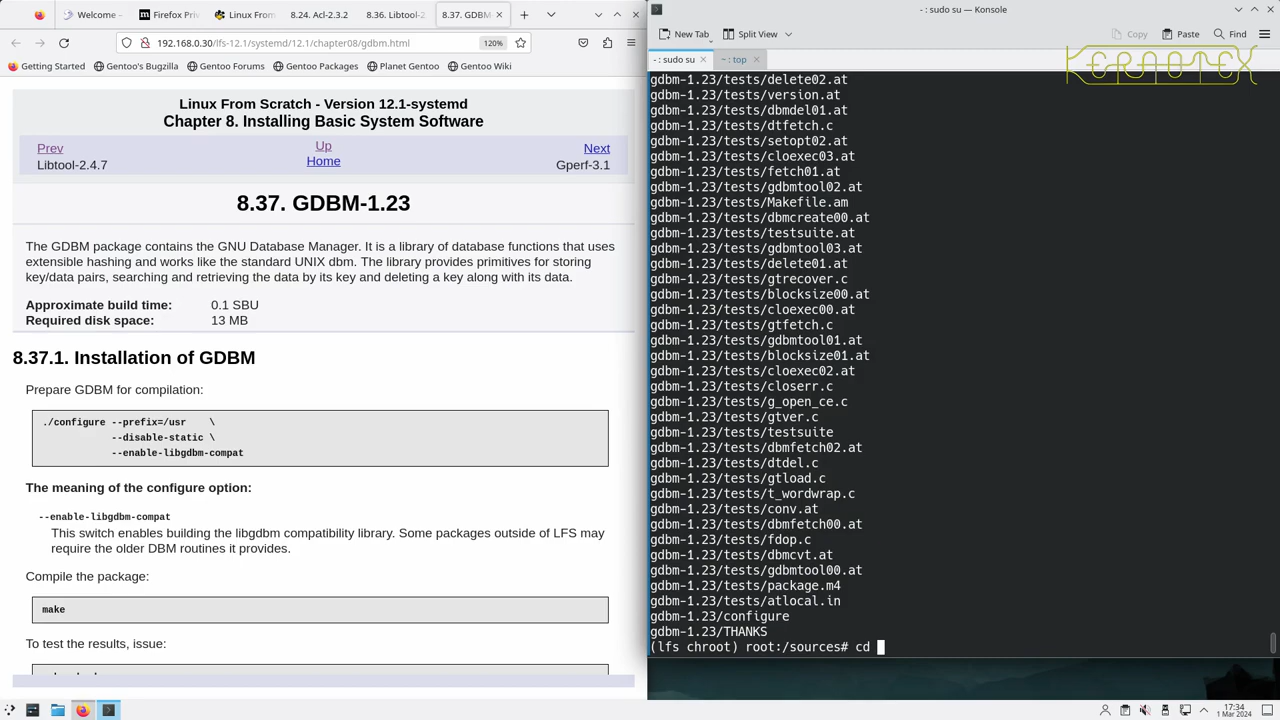 Welcome -
Firefox Pri
Linux From
8.24. Acl-2.3.2
8.36. Libtool-2.
8.37. GDBM-
- : sudo su — Konsole
192.168.0.30/lfs-12.1/systemd/12.1/chapter08/gdbm.html
120%
Getting Started
Gentoo's Bugzilla
Gentoo Forums
Gentoo Packages
Planet Gentoo
Gentoo Wiki
New Tab
Split View
Copy
Paste
Find
- : sudo su
~ : top
KERNOTEX
Linux From Scratch - Version 12.1-systemd
Chapter 8. Installing Basic System Software
Prev
Up
Next
Libtool-2.4.7
Home
Gperf-3.1
8.37. GDBM-1.23
The GDBM package contains the GNU Database Manager. It is a library of database functions that uses
extensible hashing and works like the standard UNIX dbm. The library provides primitives for storing
key/data pairs, searching and retrieving the data by its key and deleting a key along with its data.
Approximate build time: 0.1 SBU
Required disk space: 13 MB
8.37.1. Installation of GDBM
Prepare GDBM for compilation:
./configure --prefix=/usr \
--disable-static \
--enable-libgdbm-compat
The meaning of the configure option:
--enable-libgdbm-compat
This switch enables building the libgdbm compatibility library. Some packages outside of LFS may
require the older DBM routines it provides.
Compile the package:
make
To test the results, issue:
gdbm-1.23/tests/delete02.at
gdbm-1.23/tests/version.at
gdbm-1.23/tests/dbmdel01.at
gdbm-1.23/tests/dtfetch.c
gdbm-1.23/tests/setopt02.at
gdbm-1.23/tests/cloexec03.at
gdbm-1.23/tests/fetch01.at
gdbm-1.23/tests/gdbmtool02.at
gdbm-1.23/tests/Makefile.am
gdbm-1.23/tests/dbmcreate00.at
gdbm-1.23/tests/testsuite.at
gdbm-1.23/tests/gdbmtool03.at
gdbm-1.23/tests/delete01.at
gdbm-1.23/tests/gtrecover.c
gdbm-1.23/tests/blocksize00.at
gdbm-1.23/tests/cloexec00.at
gdbm-1.23/tests/gtfetch.c
gdbm-1.23/tests/gdbmtool01.at
gdbm-1.23/tests/blocksize01.at
gdbm-1.23/tests/cloexec02.at
gdbm-1.23/tests/closerr.c
gdbm-1.23/tests/g_open_ce.c
gdbm-1.23/tests/gtver.c
gdbm-1.23/tests/testsuite
gdbm-1.23/tests/dbmfetch02.at
gdbm-1.23/tests/dtdel.c
gdbm-1.23/tests/gtload.c
gdbm-1.23/tests/t_wordwrap.c
gdbm-1.23/tests/conv.at
gdbm-1.23/tests/dbmfetch00.at
gdbm-1.23/tests/fdop.c
gdbm-1.23/tests/dbmcvt.at
gdbm-1.23/tests/gdbmtool00.at
gdbm-1.23/tests/package.m4
gdbm-1.23/tests/atlocal.in
gdbm-1.23/configure
gdbm-1.23/THANKS
(lfs chroot) root:/sources# cd
17:34
1 Mar 2024